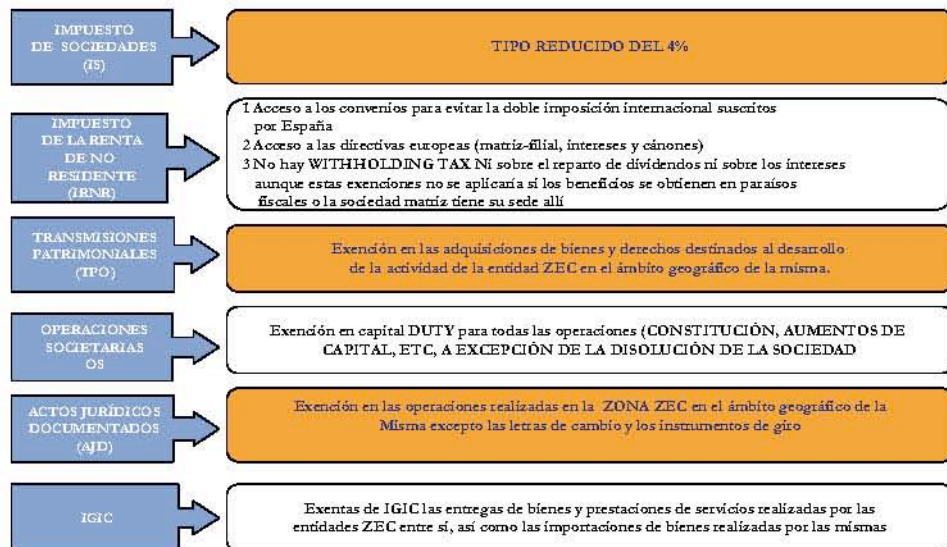 IMPUESTO
DE SOCIEDADES
(IS)
TIPO REDUCIDO DEL 4%
IMPUESTO
DE LA RENTA
DE NO
RESIDENTE
(IRNR)
1 Acceso a los convenios para evitar la doble imposición internacional suscritos
por España
2 Acceso a las directivas europeas (matriz-filial, intereses y cánones)
3 No hay WITHHOLDING TAX Ni sobre el reparto de dividendos ni sobre los intereses
aunque estas exenciones no se aplicaría si los beneficios se obtienen en paraísos
fiscales o la sociedad matriz tiene su sede allí
TRANSMISIONES
PATRIMONIALES
(TPO)
Exención en las adquisiciones de bienes y derechos destinados al desarrollo
de la actividad de la entidad ZEC en el ámbito geográfico de la misma.
OPERACIONES
SOCIETARIAS
OS
Exención en capital DUTY para todas las operaciones (CONSTITUCIÓN, AUMENTOS DE
CAPITAL, ETC, A EXCEPCIÓN DE LA DISOLUCIÓN DE LA SOCIEDAD
ACTOS JURÍDICOS
DOCUMENTADOS
(AJD)
Exención en las operaciones realizadas en la ZONA ZEC en el ámbito geográfico de la
Misma excepto las letras de cambio y los instrumentos de giro
IGIC
Exentas de IGIC las entregas de bienes y prestaciones de servicios realizadas por las
entidades ZEC entre sí, así como las importaciones de bienes realizadas por las mismas